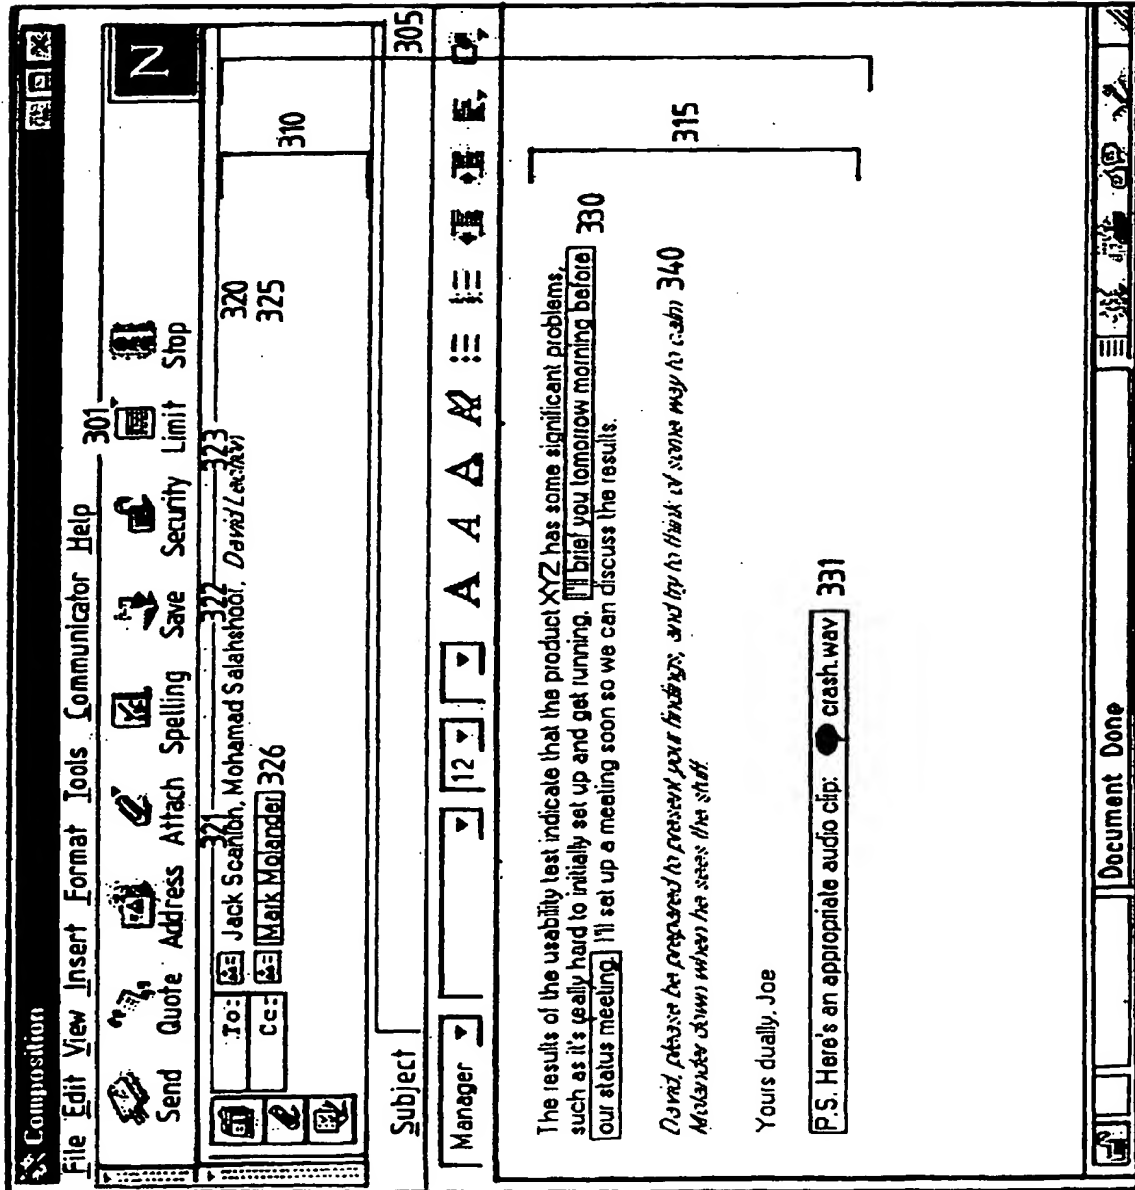 Composition
File Edit View Insert Format Tools Communicator Help
301
Send Quote Address Attach Spelling Save Security Limit Stop
N
321 322 323
To: Jack Scanlon, Mohamad Salahshoor, David Leckavi 320
Cc: Mark Molander 326 325
310
Subject
305
Manager 12 A A A A
The results of the usability test indicate that the product XYZ has some significant problems,
such as it's really hard to initially set up and get running. I'll brief you tomorrow morning before 330
our status meeting. I'll set up a meeting soon so we can discuss the results.
315
David, please be prepared to present your findings, and try to think of some way to calm 340
Molander down when he sees the stuff.
Yours dually, Joe
P.S. Here's an appropriate audio clip: crash.wav 331
Document Done